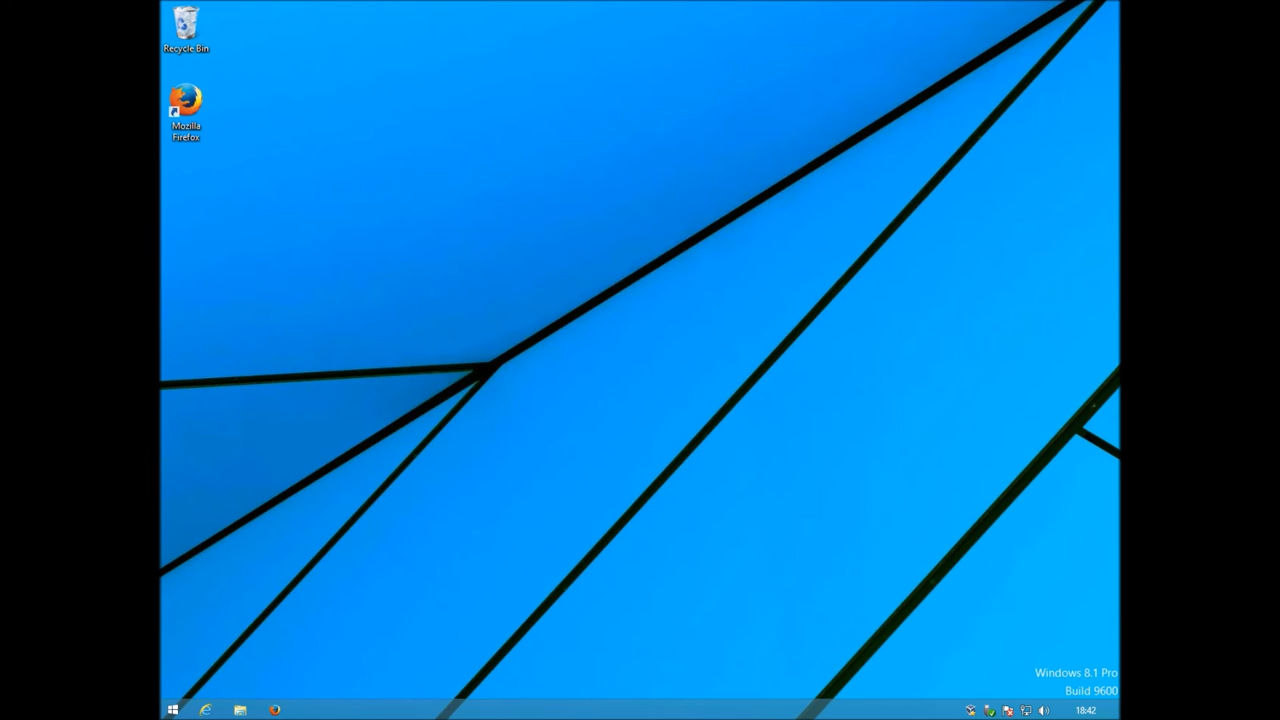 Recycle Bin
Mozilla
Firefox
Windows 8.1 Pro
Build 9600
18:42